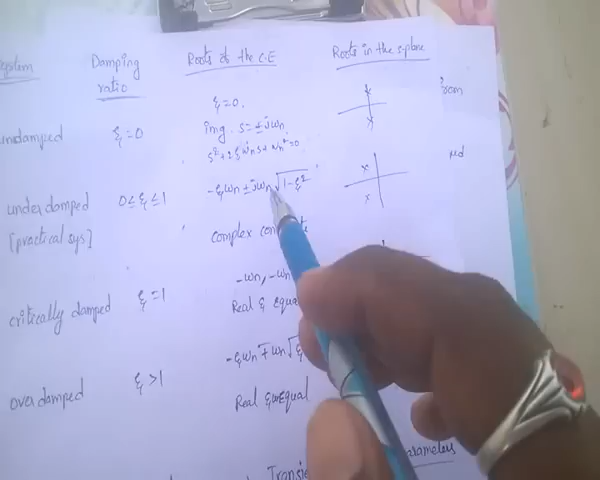 System Damping ratio Roots of the C.E Roots in the s-plane
undamped ξ=0 ξ=0.
img. s=±jωn
s²+2ξωns+ωn²=0
underdamped 0≤ξ≤1 -ξωn±jωn√1-ξ²
[practical sys] complex
critically damped ξ=1 -ωn, -ωn
Real & equal
overdamped ξ>1 -ξωn∓ωn√ξ
Real & unequal